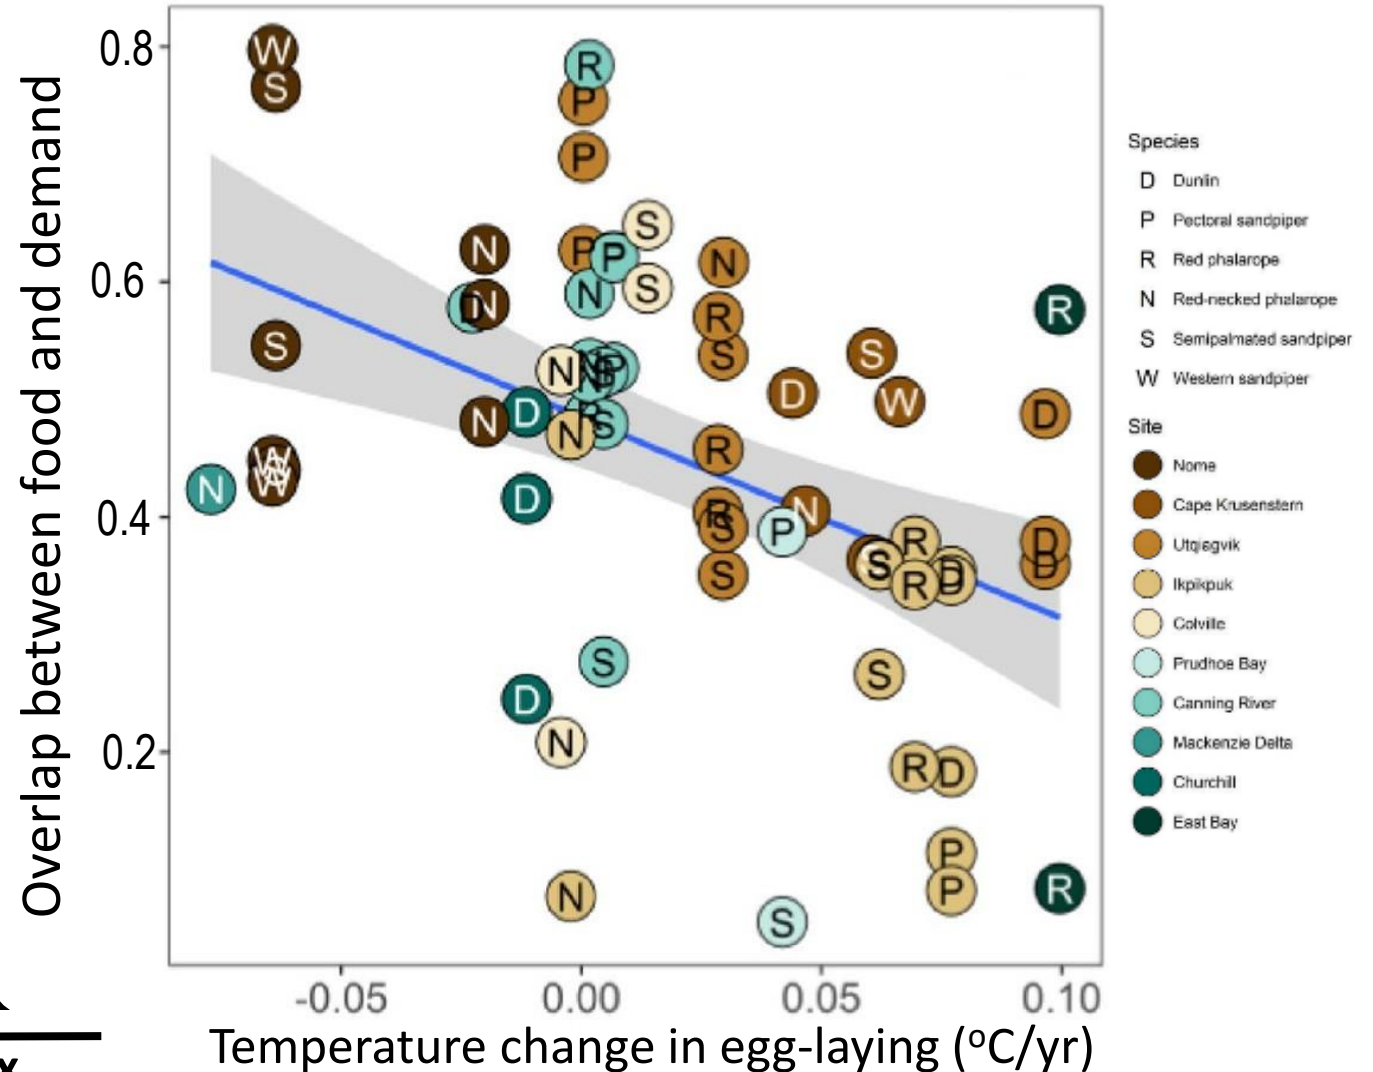 Overlap between food and demand
0.8
0.6
0.4
0.2
W
S
R
P
P
S
N
P
P
S
N
N
D
N
R
N
R
S
S
S
D
W
D
N
N
D
N
S
R
W
N
D
R
S
N
P
D
D
S
R
D
R
S
S
S
D
N
R
D
P
P
R
N
S
-0.05
0.00
0.05
0.10
Temperature change in egg-laying (°C/yr)
Species
D Dunlin
P Pectoral sandpiper
R Red phalarope
N Red-necked phalarope
S Semipalmated sandpiper
W Western sandpiper
Site
Nome
Cape Krusenstern
Utqiagvik
Ikpikpuk
Colville
Prudhoe Bay
Canning River
Mackenzie Delta
Churchill
East Bay